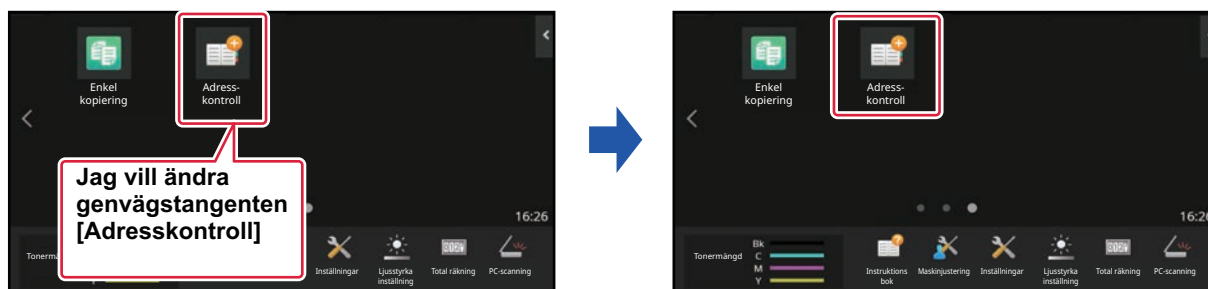 Enkel
kopiering
Adress-
kontroll
Jag vill ändra
genvägstangenten
[Adresskontroll]
16:26
Tonerm
Y
Inställningar
Ljusstyrka
inställning
Total räkning
PC-scanning
Enkel
kopiering
Adress-
kontroll
16:26
Tonermängd
Bk
C
M
Y
Instruktions
bok
Maskinjustering
Inställningar
Ljusstyrka
inställning
Total räkning
PC-scanning